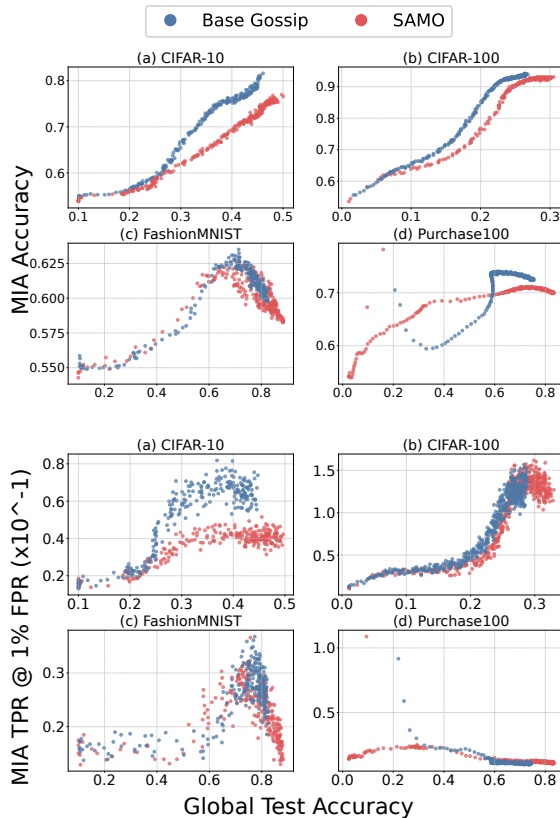 Base Gossip SAMO
MIA Accuracy
(a) CIFAR-10
0.8
0.7
0.6
0.1 0.2 0.3 0.4 0.5
(b) CIFAR-100
0.9
0.8
0.7
0.6
0.5
0.0 0.1 0.2 0.3
(c) FashionMNIST
0.625
0.600
0.575
0.550
0.2 0.4 0.6 0.8
(d) Purchase100
0.7
0.6
0.0 0.2 0.4 0.6 0.8
MIA TPR @ 1% FPR (x10^-1)
(a) CIFAR-10
0.8
0.6
0.4
0.2
0.1 0.2 0.3 0.4 0.5
(b) CIFAR-100
1.5
1.0
0.5
0.0 0.1 0.2 0.3
(c) FashionMNIST
0.3
0.2
0.2 0.4 0.6 0.8
(d) Purchase100
1.0
0.5
0.0 0.2 0.4 0.6 0.8
Global Test Accuracy